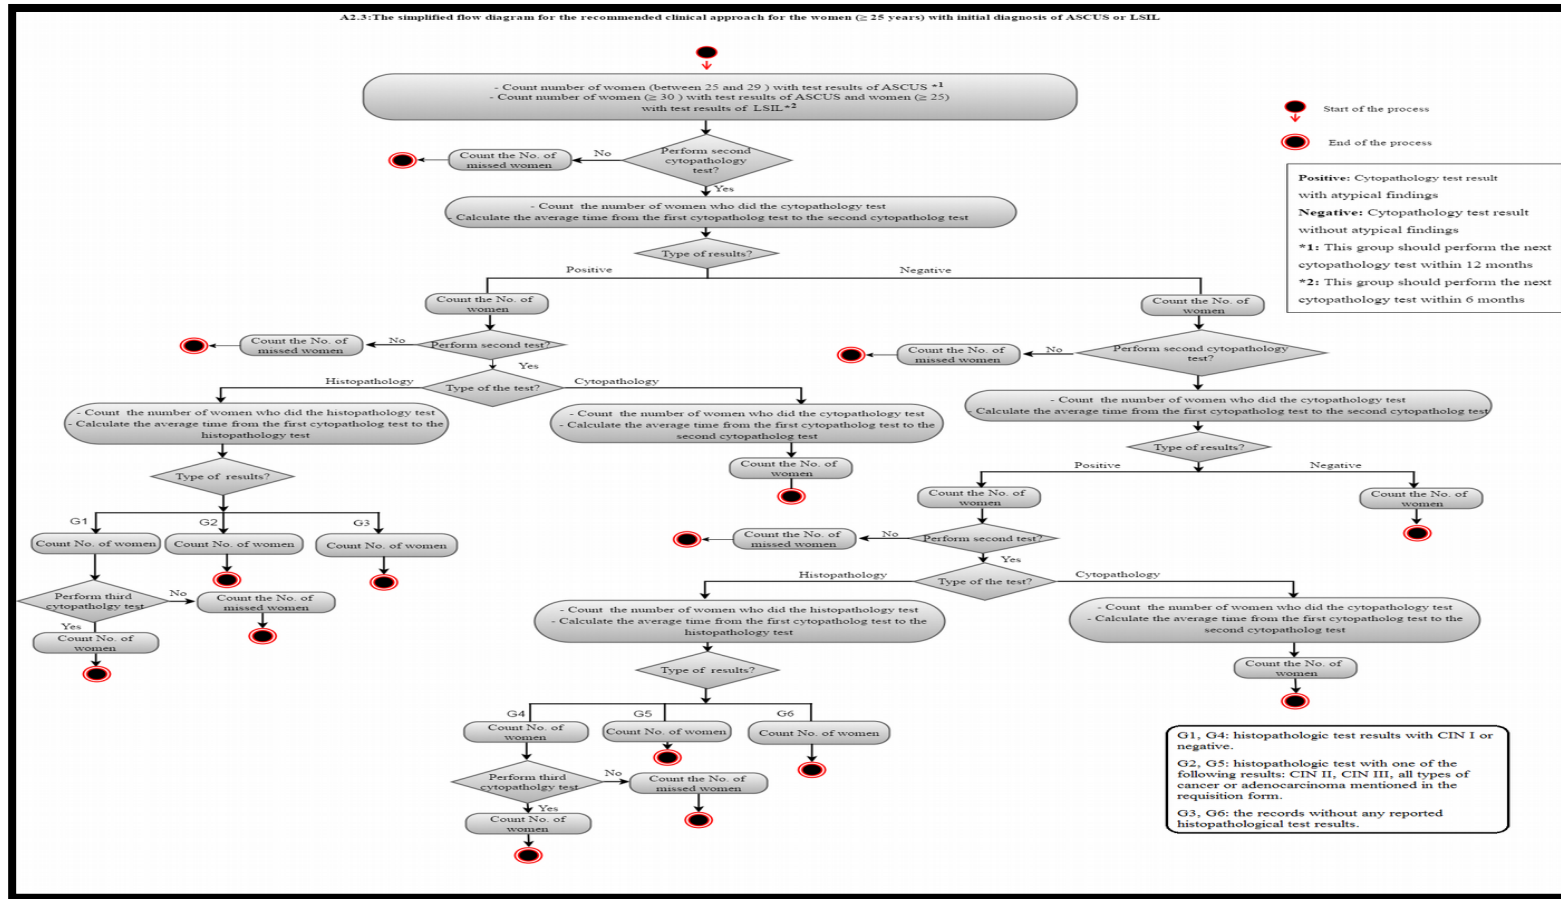 A2.3:The simplified flow diagram for the recommended clinical approach for the women (≥ 25 years) with initial diagnosis of ASCUS or LSIL
- Count number of women (between 25 and 29 ) with test results of ASCUS *1
- Count number of women (≥ 30 ) with test results of ASCUS and women (≥ 25)
with test results of LSIL*2
Start of the process
End of the process
Positive: Cytopathology test result
with atypical findings
Negative: Cytopathology test result
without atypical findings
*1: This group should perform the next
cytopathology test within 12 months
*2: This group should perform the next
cytopathology test within 6 months
Perform second
cytopathology
test?
No
Count the No. of
missed women
Yes
- Count the number of women who did the cytopathology test
- Calculate the average time from the first cytopatholog test to the second cytopatholog test
Type of results?
Positive
Negative
Count the No. of
women
Perform second test?
No
Count the No. of
missed women
Yes
Type of the test?
Histopathology
Cytopathology
- Count the number of women who did the histopathology test
- Calculate the average time from the first cytopatholog test to the
histopathology test
- Count the number of women who did the cytopathology test
- Calculate the average time from the first cytopatholog test to the
second cytopatholog test
Count the No. of
women
Type of results?
G1
G2
G3
Count No. of women
Count No. of women
Count No. of women
Perform third
cytopatholgy test
No
Count the No. of
missed women
Yes
Count No. of
women
Count the No. of
women
Perform second cytopathology
test?
No
Count the No. of
missed women
- Count the number of women who did the cytopathology test
- Calculate the average time from the first cytopatholog test to the second cytopatholog test
Type of results?
Positive
Negative
Count the No. of
women
Count the No. of
women
Perform second test?
No
Count the No. of
missed women
Yes
Type of the test?
Histopathology
Cytopathology
- Count the number of women who did the histopathology test
- Calculate the average time from the first cytopatholog test to the
histopathology test
- Count the number of women who did the cytopathology test
- Calculate the average time from the first cytopatholog test to the
second cytopatholog test
Count the No. of
women
Type of results?
G4
G5
G6
Count No. of
women
Count No. of women
Count No. of women
Perform third
cytopatholgy test
No
Count the No. of
missed women
Yes
Count No. of
women
G1, G4: histopathologic test results with CIN I or
negative.
G2, G5: histopathologic test with one of the
following results: CIN II, CIN III, all types of
cancer or adenocarcinoma mentioned in the
requisition form.
G3, G6: the records without any reported
histopathological test results.